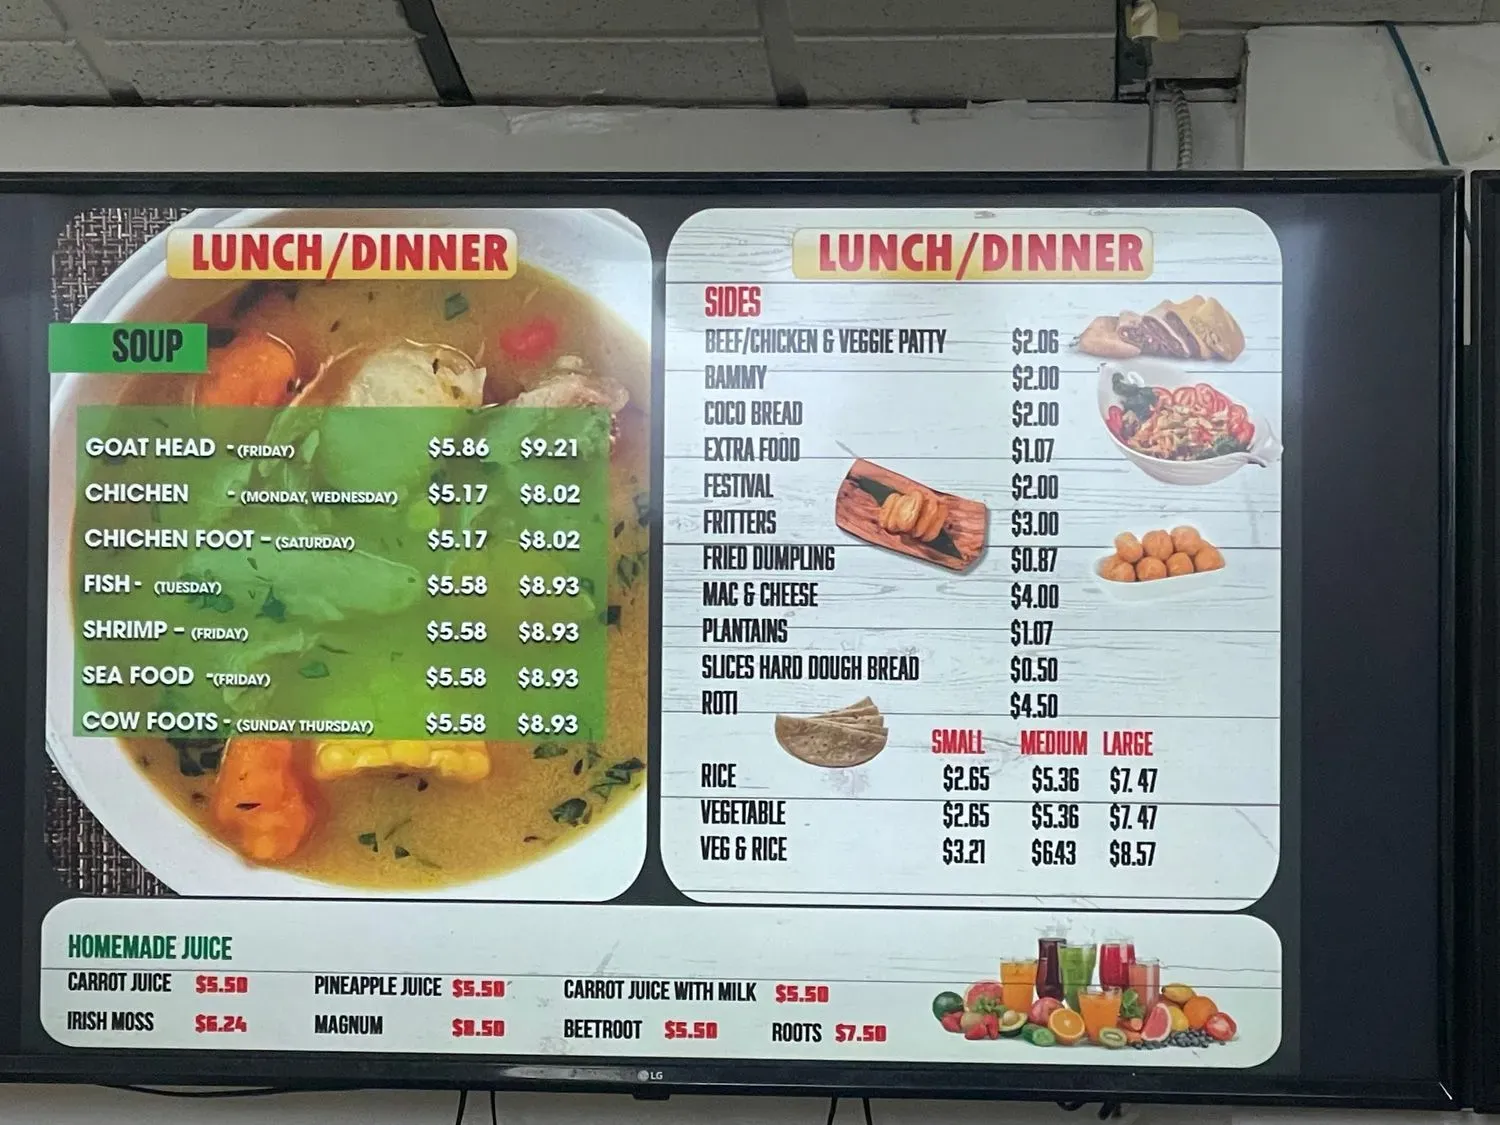 LUNCH/DINNER
SOUP
GOAT HEAD - (FRIDAY) $5.86 $9.21
CHICHEN - (MONDAY, WEDNESDAY) $5.17 $8.02
CHICHEN FOOT - (SATURDAY) $5.17 $8.02
FISH - (TUESDAY) $5.58 $8.93
SHRIMP - (FRIDAY) $5.58 $8.93
SEA FOOD - (FRIDAY) $5.58 $8.93
COW FOOTS - (SUNDAY THURSDAY) $5.58 $8.93
LUNCH/DINNER
SIDES
BEEF/CHICKEN & VEGGIE PATTY $2.06
BAMMY $2.00
COCO BREAD $2.00
EXTRA FOOD $1.07
FESTIVAL $2.00
FRITTERS $3.00
FRIED DUMPLING $0.87
MAC & CHEESE $4.00
PLANTAINS $1.07
SLICES HARD DOUGH BREAD $0.50
ROTI $4.50
SMALL MEDIUM LARGE
RICE $2.65 $5.36 $7.47
VEGETABLE $2.65 $5.36 $7.47
VEG & RICE $3.21 $6.43 $8.57
HOMEMADE JUICE
CARROT JUICE $5.50 PINEAPPLE JUICE $5.50 CARROT JUICE WITH MILK $5.50
IRISH MOSS $6.24 MAGNUM $8.50 BEETROOT $5.50 ROOTS $7.50
LG